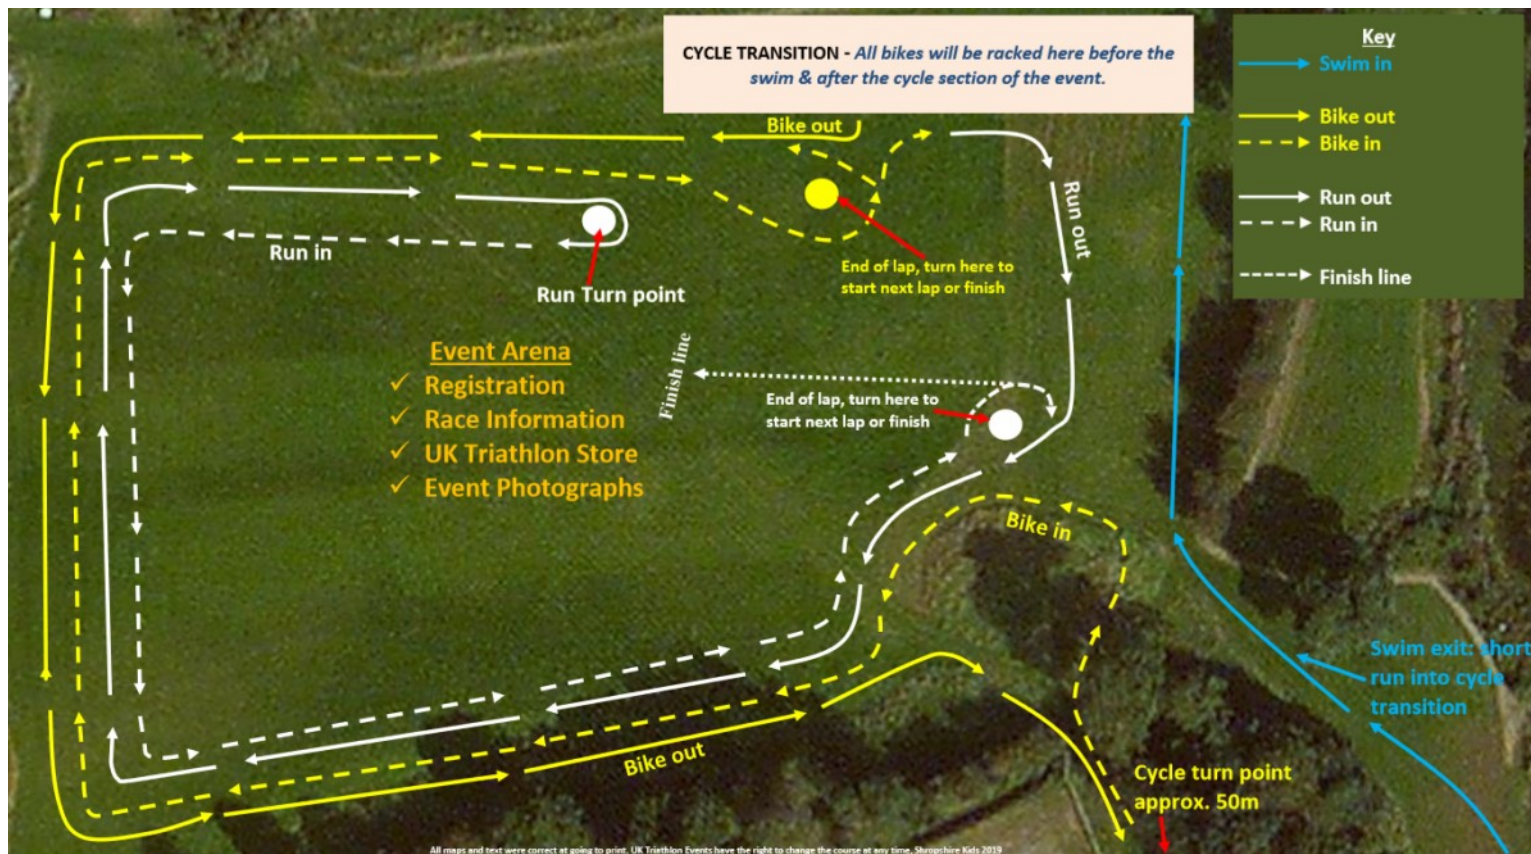 CYCLE TRANSITION - All bikes will be racked here before the
swim & after the cycle section of the event.
Key
Swim in
Bike out
Bike in
Run out
Run in
Finish line
Bike out
Run out
Run in
Run Turn point
End of lap, turn here to
start next lap or finish
Event Arena
✓ Registration
✓ Race Information
✓ UK Triathlon Store
✓ Event Photographs
Finish line
End of lap, turn here to
start next lap or finish
Bike in
Swim exit: short
run into cycle
transition
Bike out
Cycle turn point
approx. 50m
All maps and text were correct at going to print, UK Triathlon Events have the right to change the course at any time, Shropshire Kids 2019